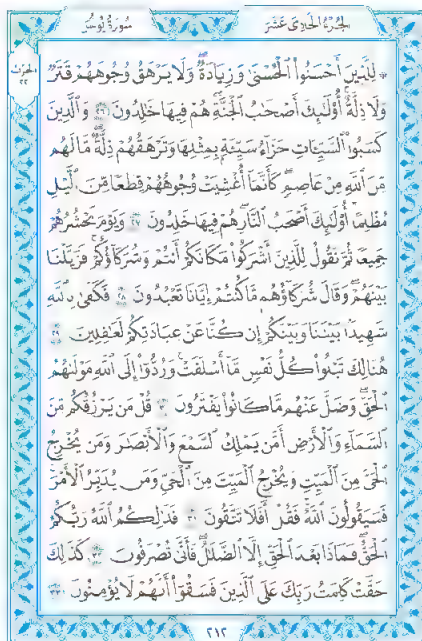 الجزء الحادي عشر
سورة يونس
الحزب
٢٢
لِلَّذِينَ أَحْسَنُوا الْحُسْنَىٰ وَزِيَادَةٌ وَلَا يَرْهَقُ وُجُوهَهُمْ قَتَرٌ
وَلَا ذِلَّةٌ أُولَٰئِكَ أَصْحَابُ الْجَنَّةِ هُمْ فِيهَا خَالِدُونَ ٢٦ وَالَّذِينَ
كَسَبُوا السَّيِّئَاتِ جَزَاءُ سَيِّئَةٍ بِمِثْلِهَا وَتَرْهَقُهُمْ ذِلَّةٌ مَّا لَهُم
مِّنَ اللَّهِ مِنْ عَاصِمٍ كَأَنَّمَا أُغْشِيَتْ وُجُوهُهُمْ قِطَعًا مِّنَ اللَّيْلِ
مُظْلِمًا أُولَٰئِكَ أَصْحَابُ النَّارِ هُمْ فِيهَا خَالِدُونَ ٢٧ وَيَوْمَ نَحْشُرُهُمْ
جَمِيعًا ثُمَّ نَقُولُ لِلَّذِينَ أَشْرَكُوا مَكَانَكُمْ أَنتُمْ وَشُرَكَاؤُكُمْ فَزَيَّلْنَا
بَيْنَهُمْ وَقَالَ شُرَكَاؤُهُم مَّا كُنتُمْ إِيَّانَا تَعْبُدُونَ ٢٨ فَكَفَىٰ بِاللَّهِ
شَهِيدًا بَيْنَنَا وَبَيْنَكُمْ إِن كُنَّا عَنْ عِبَادَتِكُمْ لَغَافِلِينَ ٢٩
هُنَالِكَ تَبْلُوا كُلُّ نَفْسٍ مَّا أَسْلَفَتْ وَرُدُّوا إِلَى اللَّهِ مَوْلَاهُمُ
الْحَقِّ وَضَلَّ عَنْهُم مَّا كَانُوا يَفْتَرُونَ ٣٠ قُلْ مَن يَرْزُقُكُم مِّنَ
السَّمَاءِ وَالْأَرْضِ أَمَّن يَمْلِكُ السَّمْعَ وَالْأَبْصَارَ وَمَن يُخْرِجُ
الْحَيَّ مِنَ الْمَيِّتِ وَيُخْرِجُ الْمَيِّتَ مِنَ الْحَيِّ وَمَن يُدَبِّرُ الْأَمْرَ
فَسَيَقُولُونَ اللَّهُ فَقُلْ أَفَلَا تَتَّقُونَ ٣١ فَذَٰلِكُمُ اللَّهُ رَبُّكُمُ
الْحَقُّ فَمَاذَا بَعْدَ الْحَقِّ إِلَّا الضَّلَالُ فَأَنَّىٰ تُصْرَفُونَ ٣٢ كَذَٰلِكَ
حَقَّتْ كَلِمَتُ رَبِّكَ عَلَى الَّذِينَ فَسَقُوا أَنَّهُمْ لَا يُؤْمِنُونَ ٣٣
٢١٢